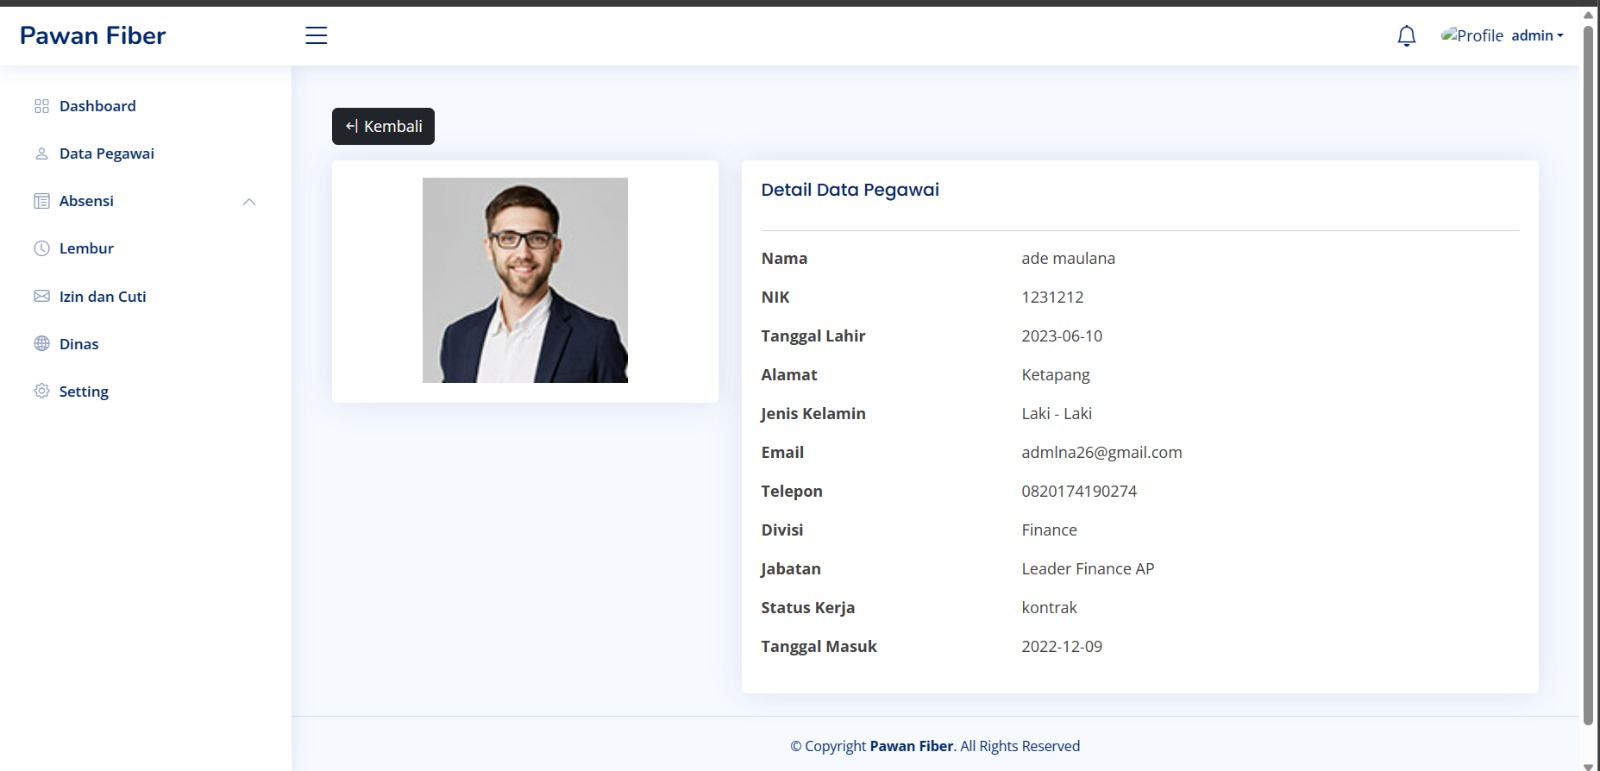 Pawan Fiber
Profile admin
Dashboard
Data Pegawai
Absensi
Lembur
Izin dan Cuti
Dinas
Setting
Kembali
Detail Data Pegawai
Nama ade maulana
NIK 1231212
Tanggal Lahir 2023-06-10
Alamat Ketapang
Jenis Kelamin Laki - Laki
Email admlna26@gmail.com
Telepon 0820174190274
Divisi Finance
Jabatan Leader Finance AP
Status Kerja kontrak
Tanggal Masuk 2022-12-09
© Copyright Pawan Fiber. All Rights Reserved